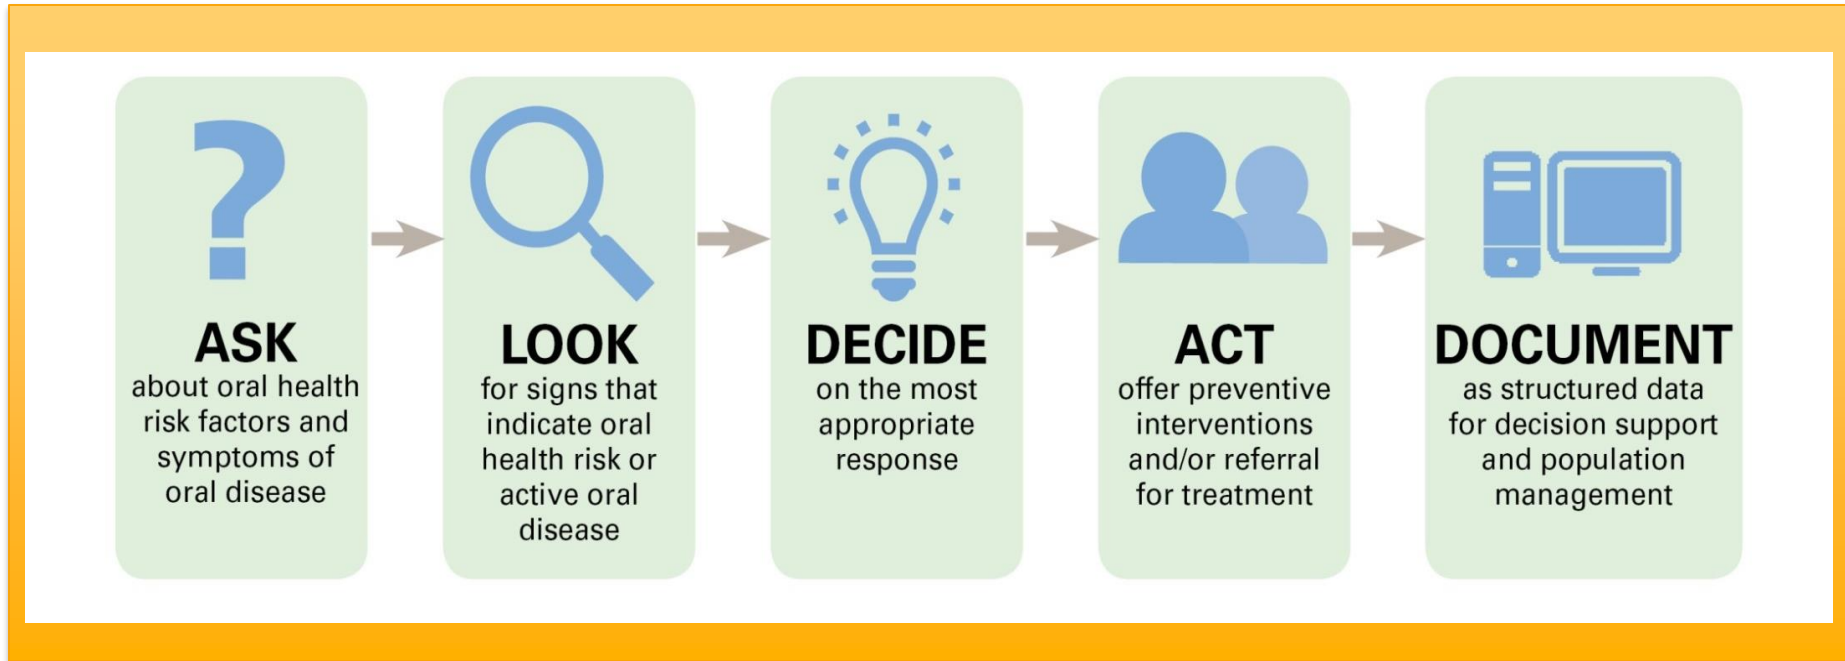 ASK
about oral health
risk factors and
symptoms of
oral disease
LOOK
for signs that
indicate oral
health risk or
active oral
disease
DECIDE
on the most
appropriate
response
ACT
offer preventive
interventions
and/or referral
for treatment
DOCUMENT
as structured data
for decision support
and population
management